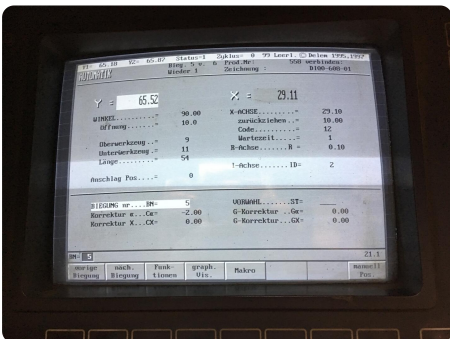 Y1= 65.10 Y2= 65.07 Status=1 Zyklus= 0 99 Leerl. © Delem 1995,1997
AUTOMATIK Bieg. 5 v. 6 Prod.Nr: 550 verbinden:
Wieder 1 Zeichnung - D100-600-01
Y = 65.52 X = 29.11
WINKEL...........= 90.00 X-ACHSE..........= 29.10
Öffnung........= 10.0 zurückziehen ..= 10.00
Code...........= 12
Oberwerkzeug ..= 9 Wartezeit......= 1
Unterwerkzeug .= 11 R-Achse.......R = 0.10
Länge..........= 54
1-Achse......ID= 2
Anschlag Pos....= 0
BIEGUNG nr....BN= 5 VORWAHL.......ST=
Korrektur α...Cα= -2.00 G-Korrektur ..Gα= 0.00
Korrektur X...CX= 0.00 G-Korrektur..GX= 0.00
BN= 5 21.1
vorige Biegung
näch. Biegung
Funk-tionen
graph. Vis.
Makro
manuell Pos.